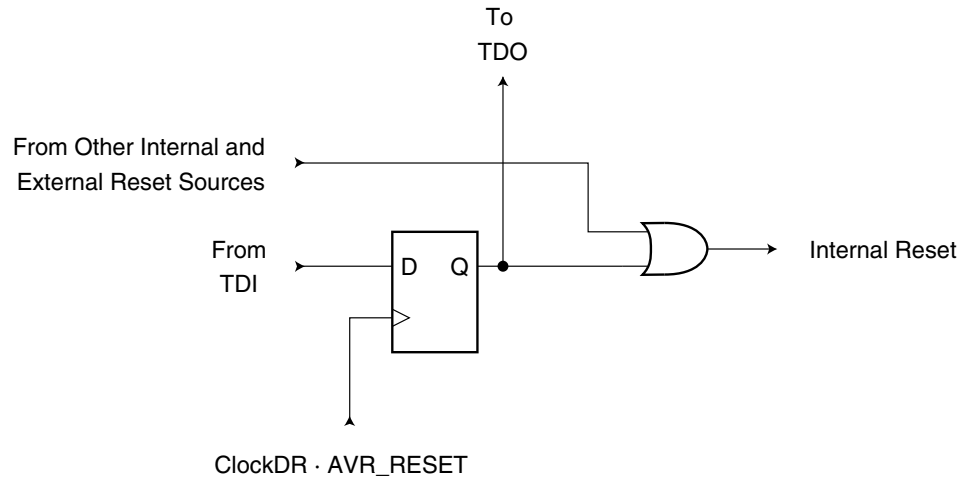 To
TDO
From Other Internal and
External Reset Sources
From
TDI
D Q
Internal Reset
ClockDR · AVR_RESET